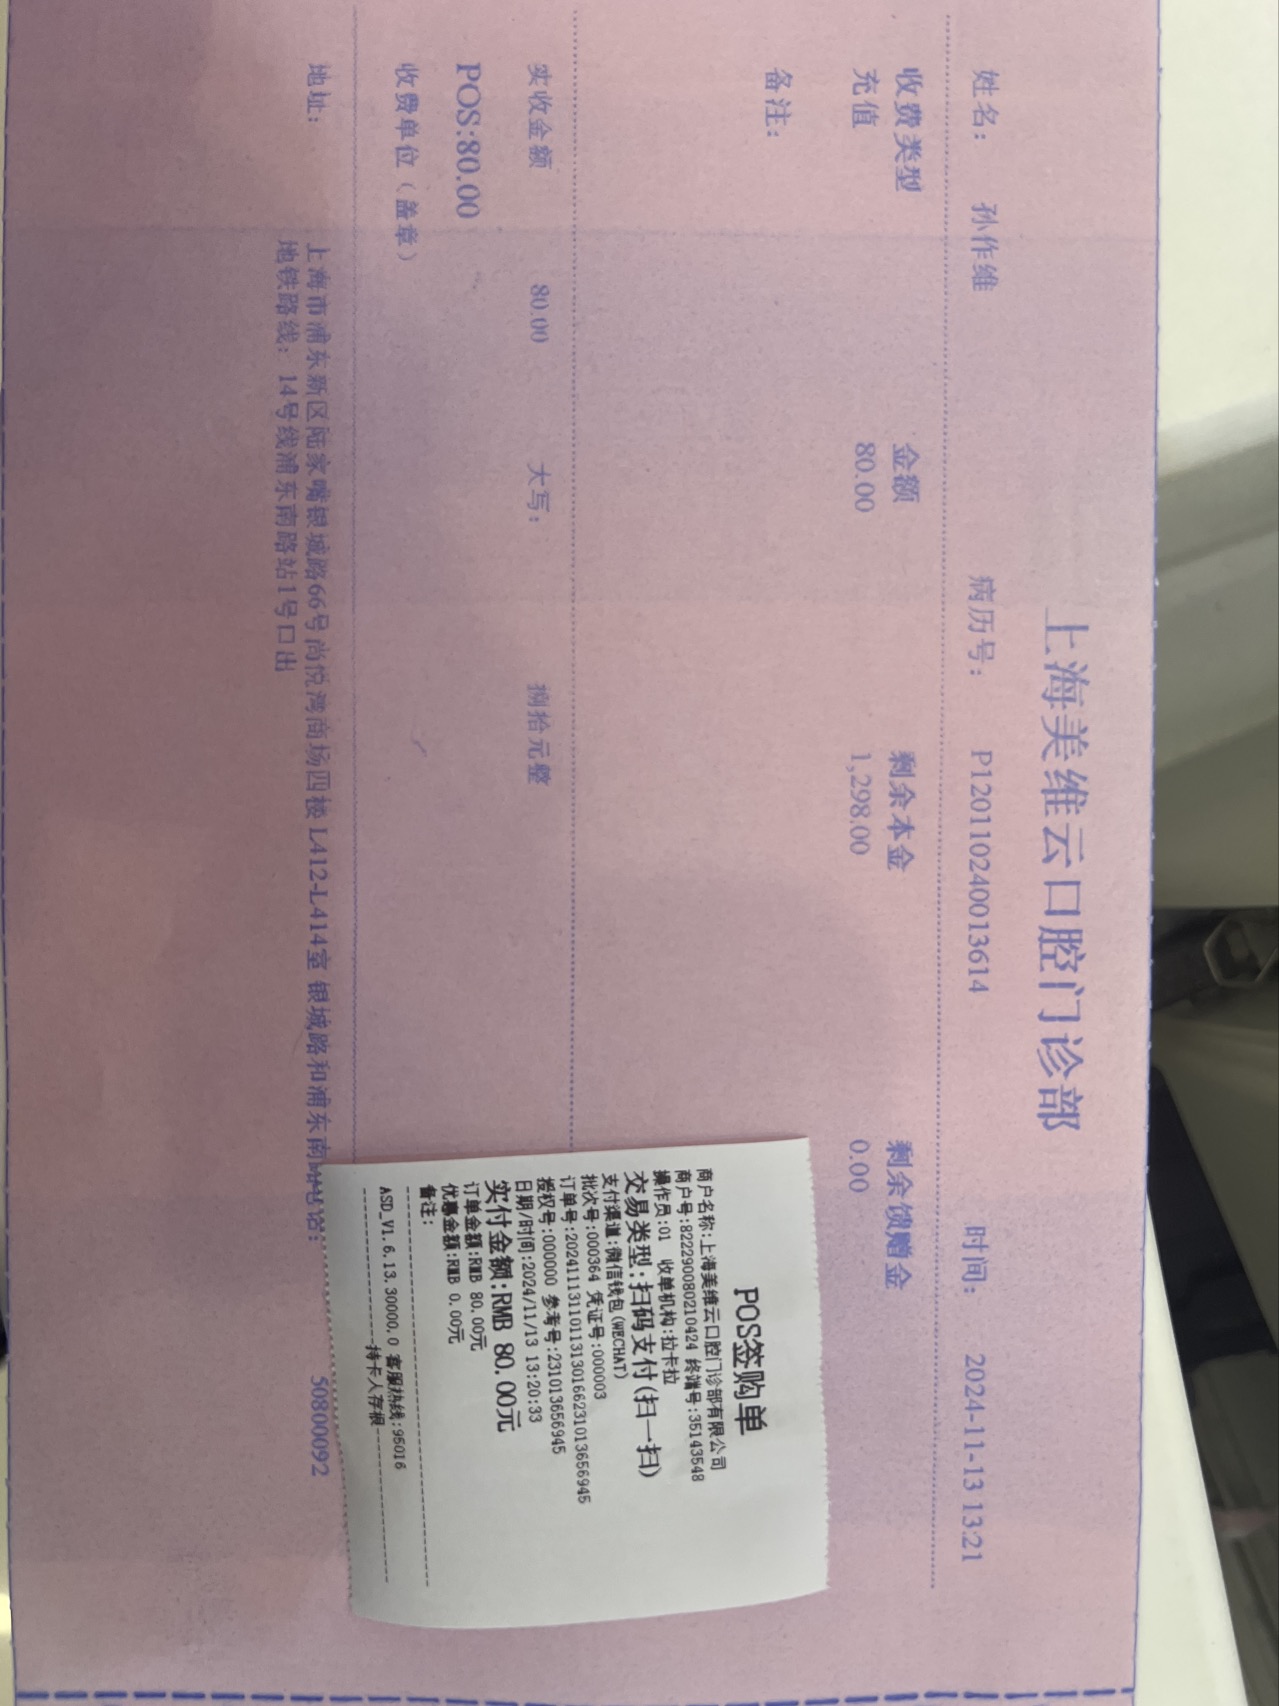 上海美维云口腔门诊部
姓名： 孙作维 病历号： P120110240013614 时间： 2024-11-13 13:21
收费类型 金额 剩余本金 剩余馈赠金
充值 80.00 1,298.00 0.00
备注：
实收金额 80.00 大写： 捌拾元整
POS:80.00
收费单位（盖章）
地址： 上海市浦东新区陆家嘴银城路66号尚悦湾商场四楼 L412-L414室 银城路和浦东南 50800092
地铁路线：14号线浦东南路站1号口出
POS签购单
商户名称:上海美维云口腔门诊部有限公司
商户号:822290080210424 终端号:35143548
操作员:01 收单机构:拉卡拉
交易类型:扫码支付(扫一扫)
支付渠道:微信钱包(WECHAT)
批次号:000364 凭证号:000003
订单号:20241113110113130166231013656945
授权号:000000 参考号:231013656945
日期/时间:2024/11/13 13:20:33
实付金额:RMB 80.00元
订单金额:RMB 80.00元
优惠金额:RMB 0.00元
备注:
ASD_V1.6.13.30000.0 客服热线:95016
持卡人存根